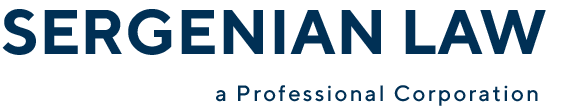 SERGENIAN LAW
a Professional Corporation